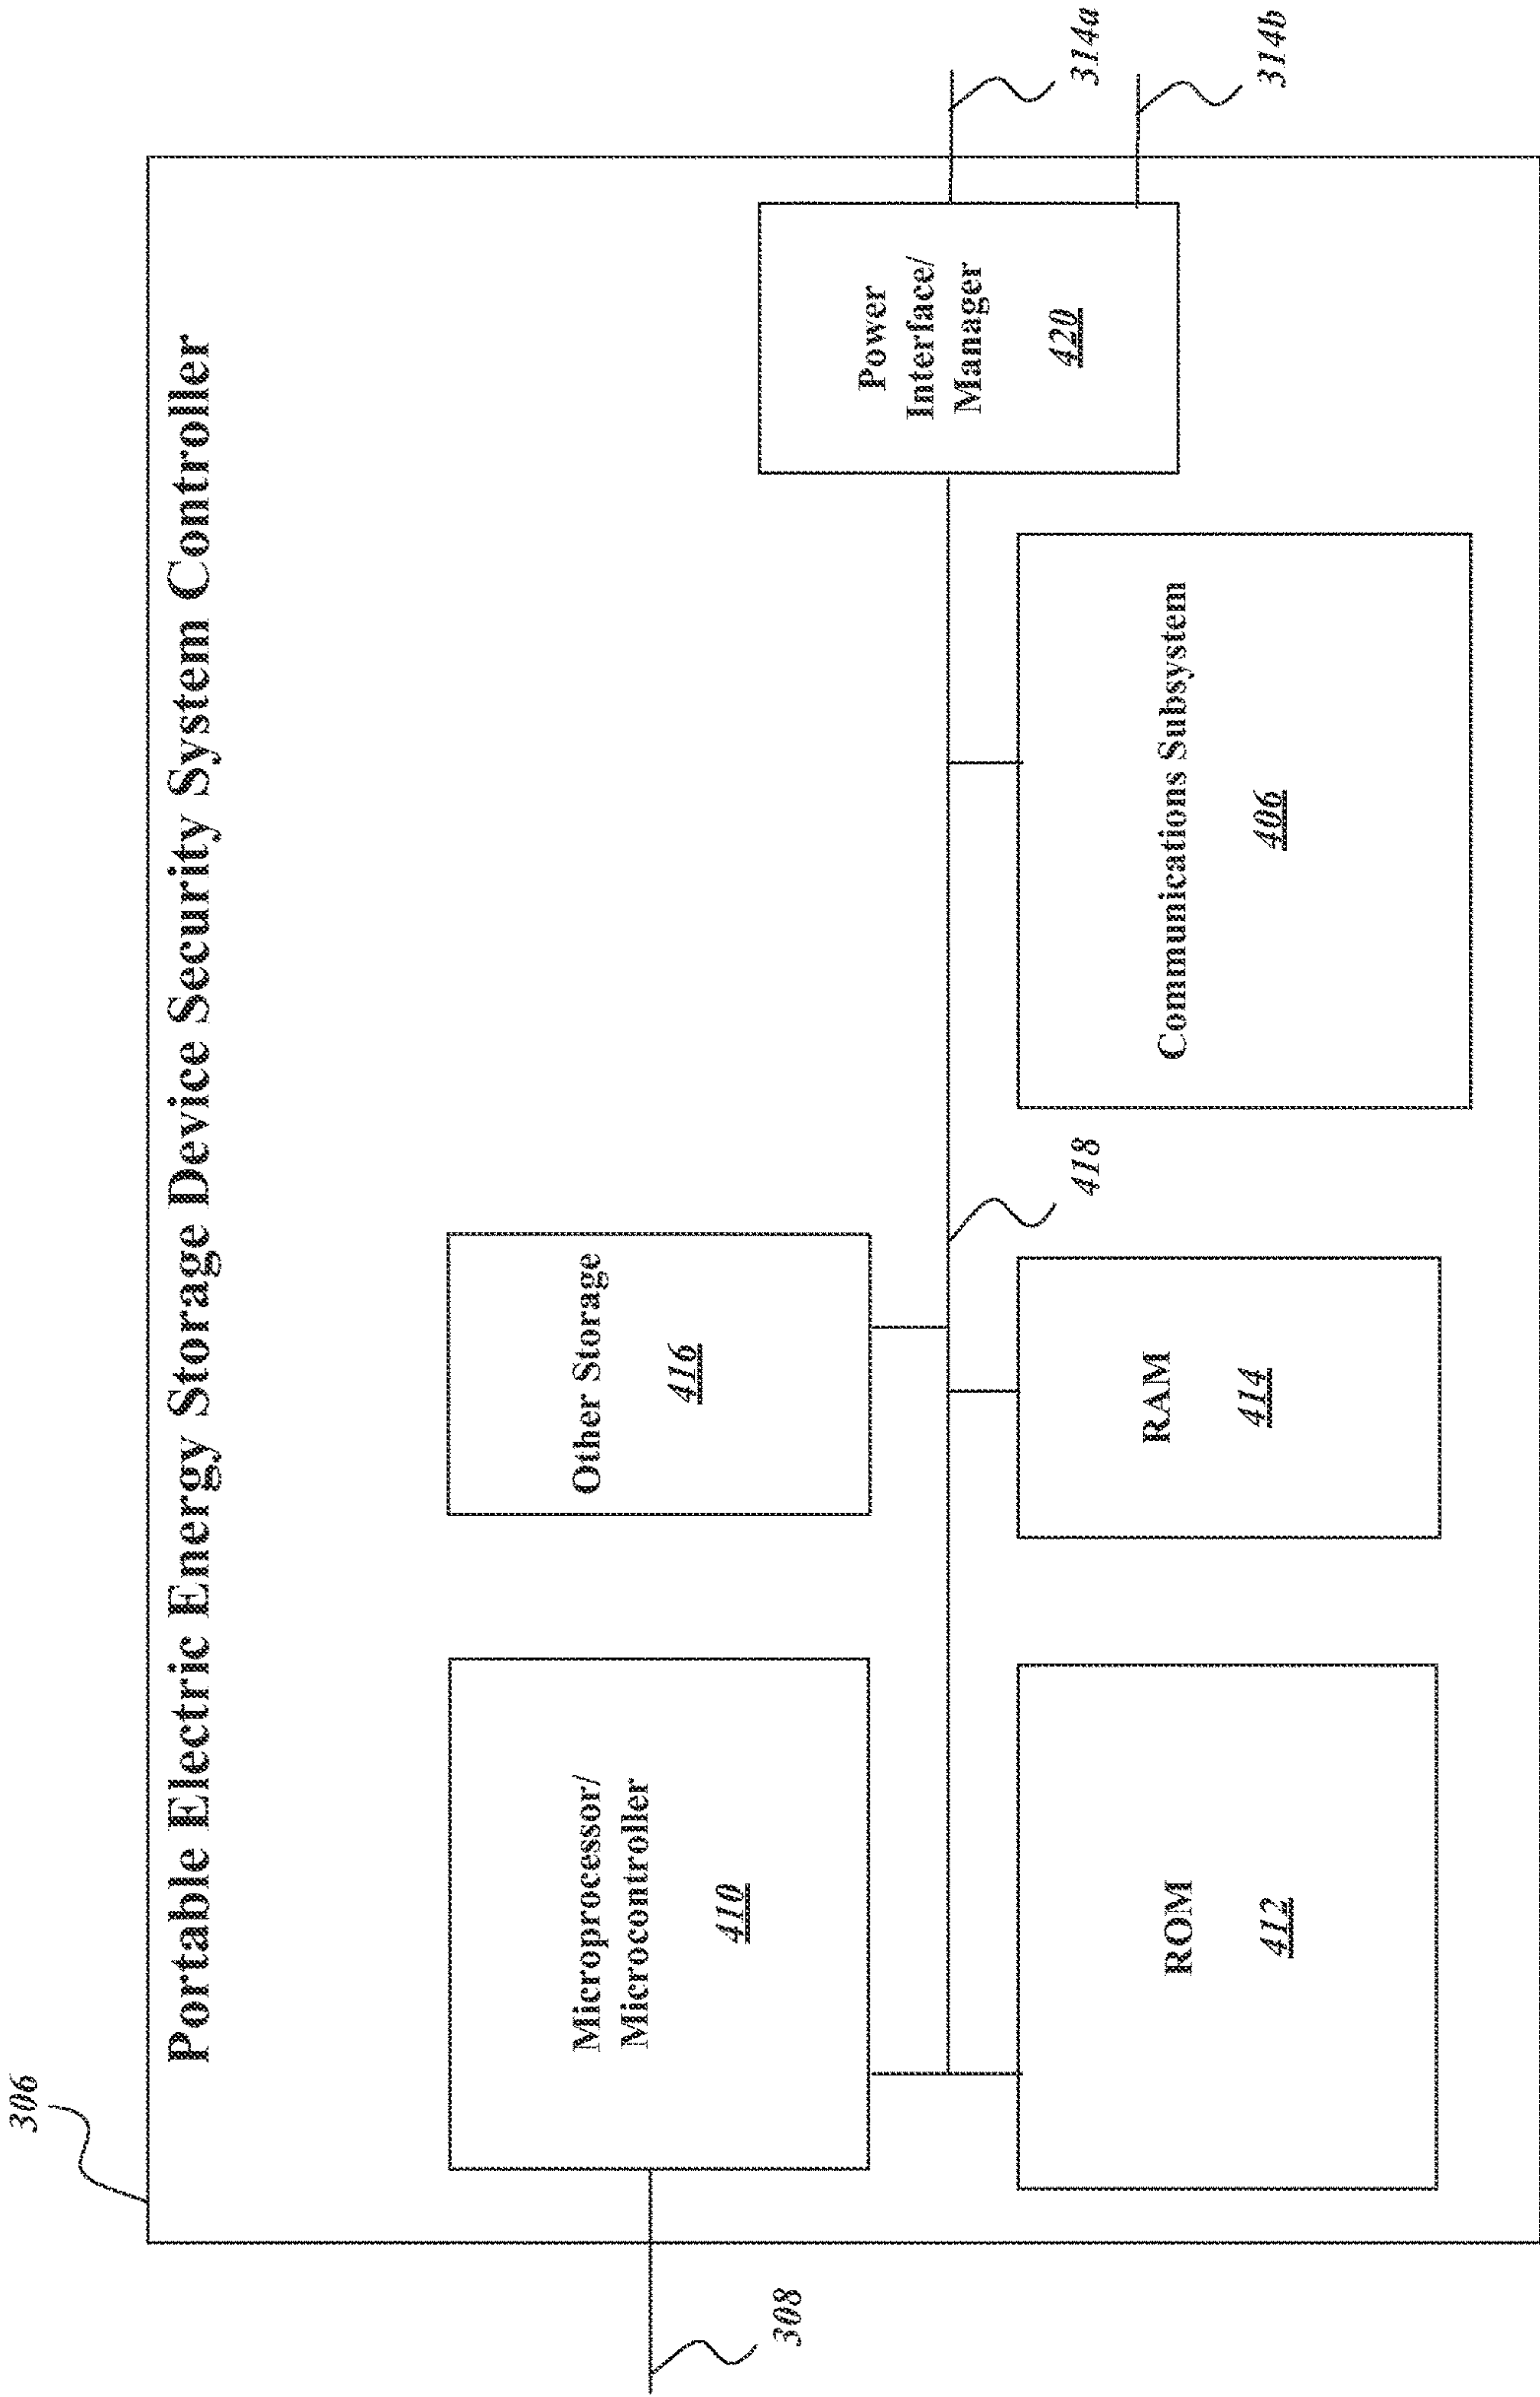 306
Portable Electric Energy Storage Device Security System Controller
308
Microprocessor/
Microcontroller
410
Other Storage
416
Power
Interface/
Manager
420
314a
314b
418
ROM
412
RAM
414
Communications Subsystem
406